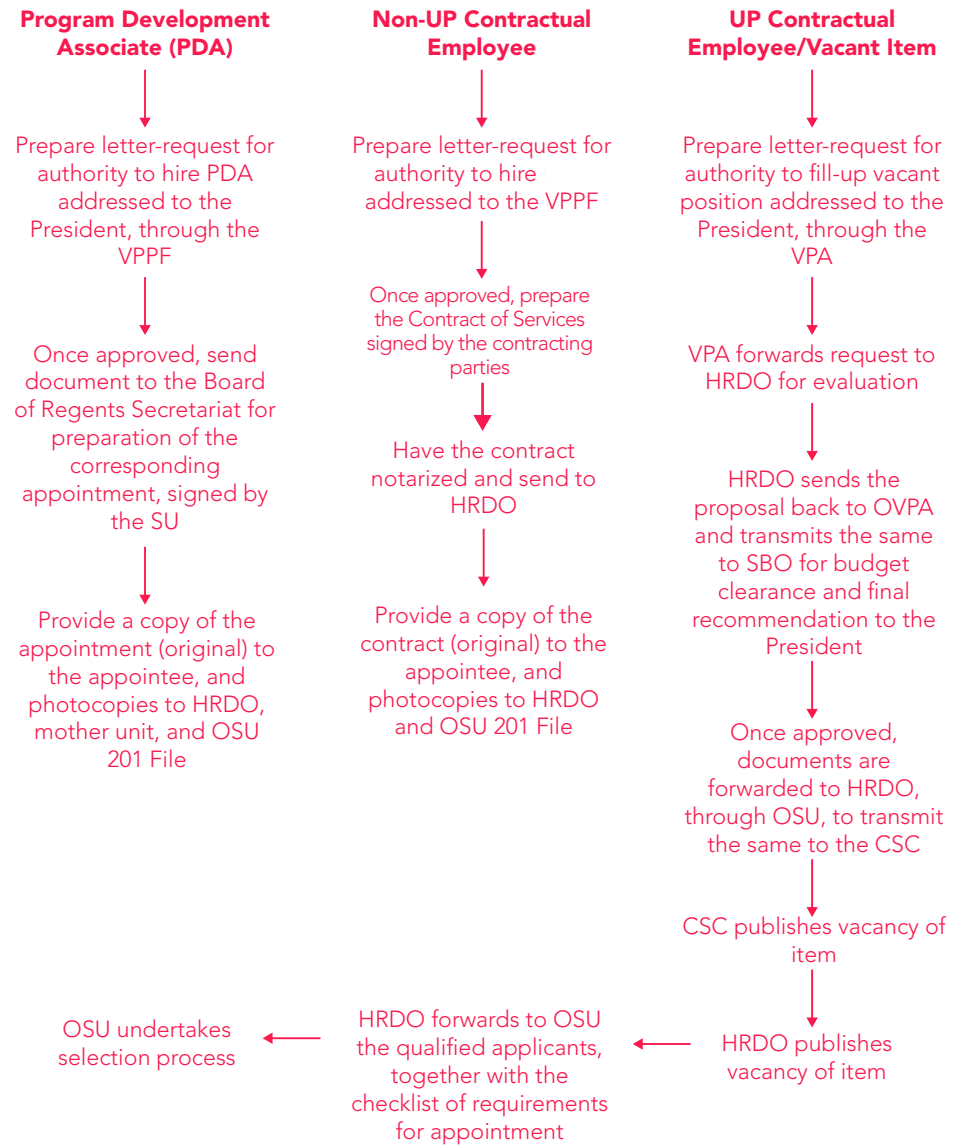 Program Development
Associate (PDA)
Prepare letter-request for
authority to hire PDA
addressed to the
President, through the
VPPF
Once approved, send
document to the Board
of Regents Secretariat for
preparation of the
corresponding
appointment, signed by
the SU
Provide a copy of the
appointment (original) to
the appointee, and
photocopies to HRDO,
mother unit, and OSU
201 File
Non-UP Contractual
Employee
Prepare letter-request for
authority to hire
addressed to the VPPF
Once approved, prepare
the Contract of Services
signed by the contracting
parties
Have the contract
notarized and send to
HRDO
Provide a copy of the
contract (original) to the
appointee, and
photocopies to HRDO
and OSU 201 File
UP Contractual
Employee/Vacant Item
Prepare letter-request for
authority to fill-up vacant
position addressed to the
President, through the
VPA
VPA forwards request to
HRDO for evaluation
HRDO sends the
proposal back to OVPA
and transmits the same
to SBO for budget
clearance and final
recommendation to the
President
Once approved,
documents are
forwarded to HRDO,
through OSU, to transmit
the same to the CSC
CSC publishes vacancy of
item
HRDO publishes
vacancy of item
HRDO forwards to OSU
the qualified applicants,
together with the
checklist of requirements
for appointment
OSU undertakes
selection process